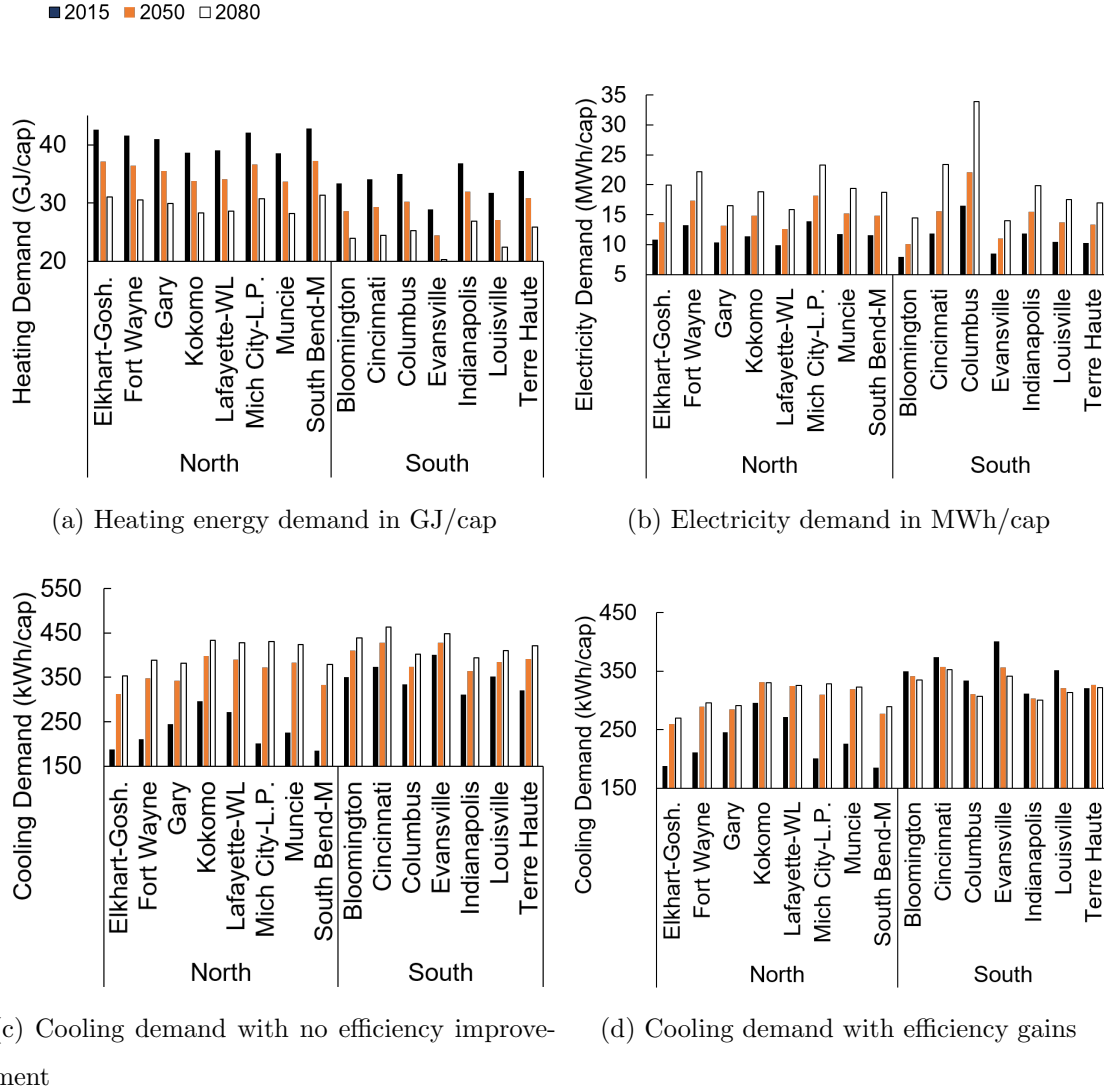 2015 2050 2080
Heating Demand (GJ/cap)
40
30
20
Elkhart-Gosh.
Fort Wayne
Gary
Kokomo
Lafayette-WL
Mich City-L.P.
Muncie
South Bend-M
Bloomington
Cincinnati
Columbus
Evansville
Indianapolis
Louisville
Terre Haute
North South
(a) Heating energy demand in GJ/cap
Electricity Demand (MWh/cap)
35
35
25
20
15
10
5
Elkhart-Gosh.
Fort Wayne
Gary
Kokomo
Lafayette-WL
Mich City-L.P.
Muncie
South Bend-M
Bloomington
Cincinnati
Columbus
Evansville
Indianapolis
Louisville
Terre Haute
North South
(b) Electricity demand in MWh/cap
Cooling Demand (kWh/cap)
550
450
350
250
150
Elkhart-Gosh.
Fort Wayne
Gary
Kokomo
Lafayette-WL
Mich City-L.P.
Muncie
South Bend-M
Bloomington
Cincinnati
Columbus
Evansville
Indianapolis
Louisville
Terre Haute
North South
(c) Cooling demand with no efficiency improve-
ment
Cooling Demand (kWh/cap)
450
350
250
150
Elkhart-Gosh.
Fort Wayne
Gary
Kokomo
Lafayette-WL
Mich City-L.P.
Muncie
South Bend-M
Bloomington
Cincinnati
Columbus
Evansville
Indianapolis
Louisville
Terre Haute
North South
(d) Cooling demand with efficiency gains